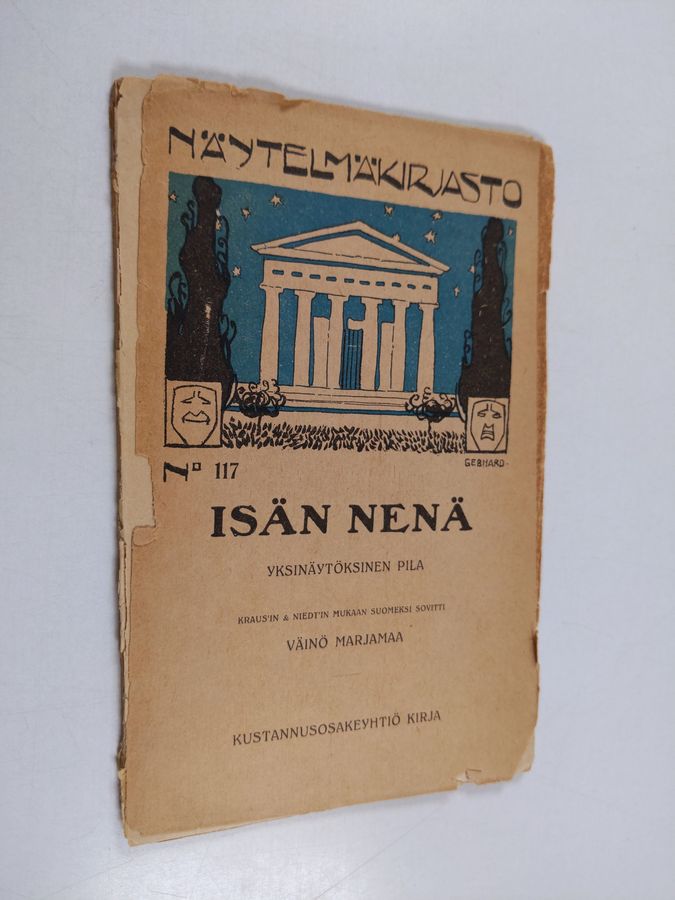 NÄYTELMÄKIRJASTO
GEBHARD·
No 117
ISÄN NENÄ
YKSINÄYTÖKSINEN PILA
KRAUS'IN & NIEDT'IN MUKAAN SUOMEKSI SOVITTI
VÄINÖ MARJAMAA
KUSTANNUSOSAKEYHTIÖ KIRJA